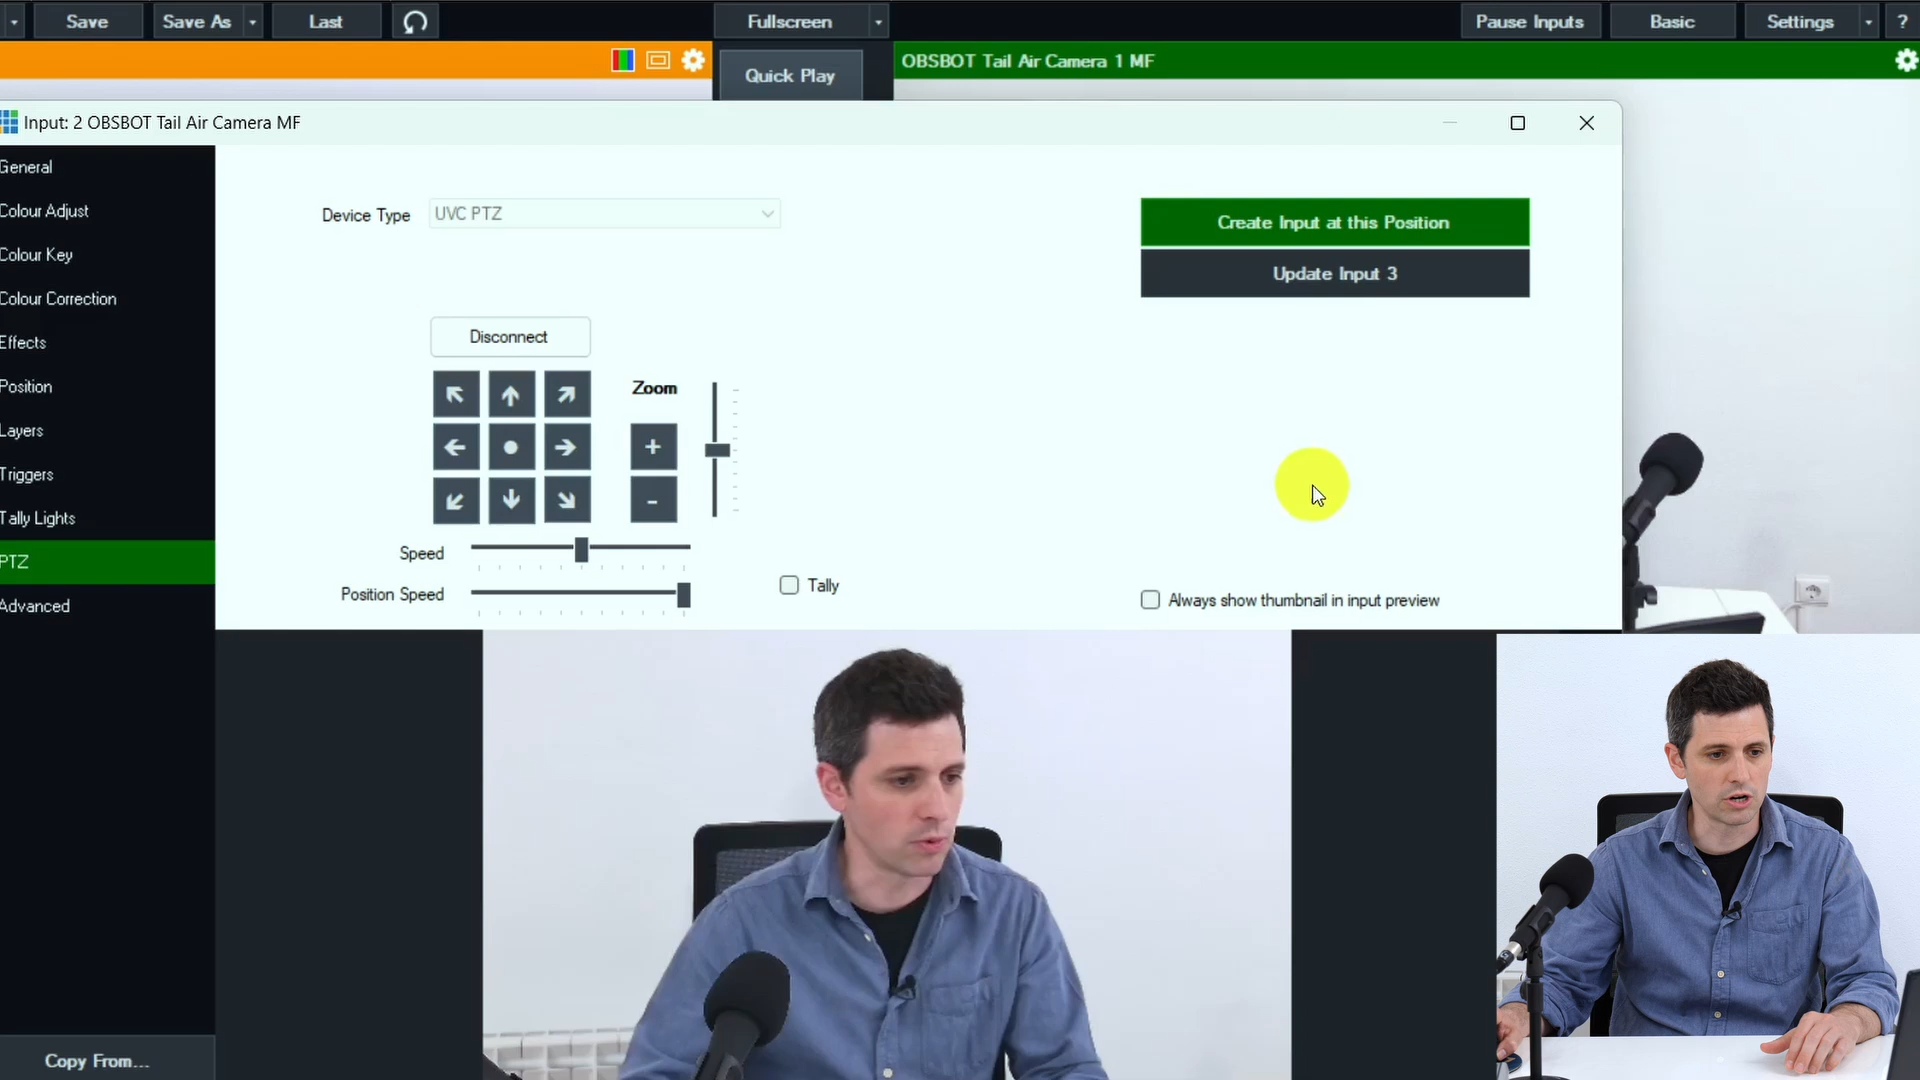 Save
Save As
Last
Fullscreen
Pause Inputs
Basic
Settings
?
Quick Play
OBSBOT Tail Air Camera 1 MF
Input: 2 OBSBOT Tail Air Camera MF
General
Colour Adjust
Colour Key
Colour Correction
Effects
Position
Layers
Triggers
Tally Lights
PTZ
Advanced
Copy From...
Device Type
UVC PTZ
Create Input at this Position
Update Input 3
Disconnect
Zoom
+
-
Speed
Position Speed
Tally
Always show thumbnail in input preview